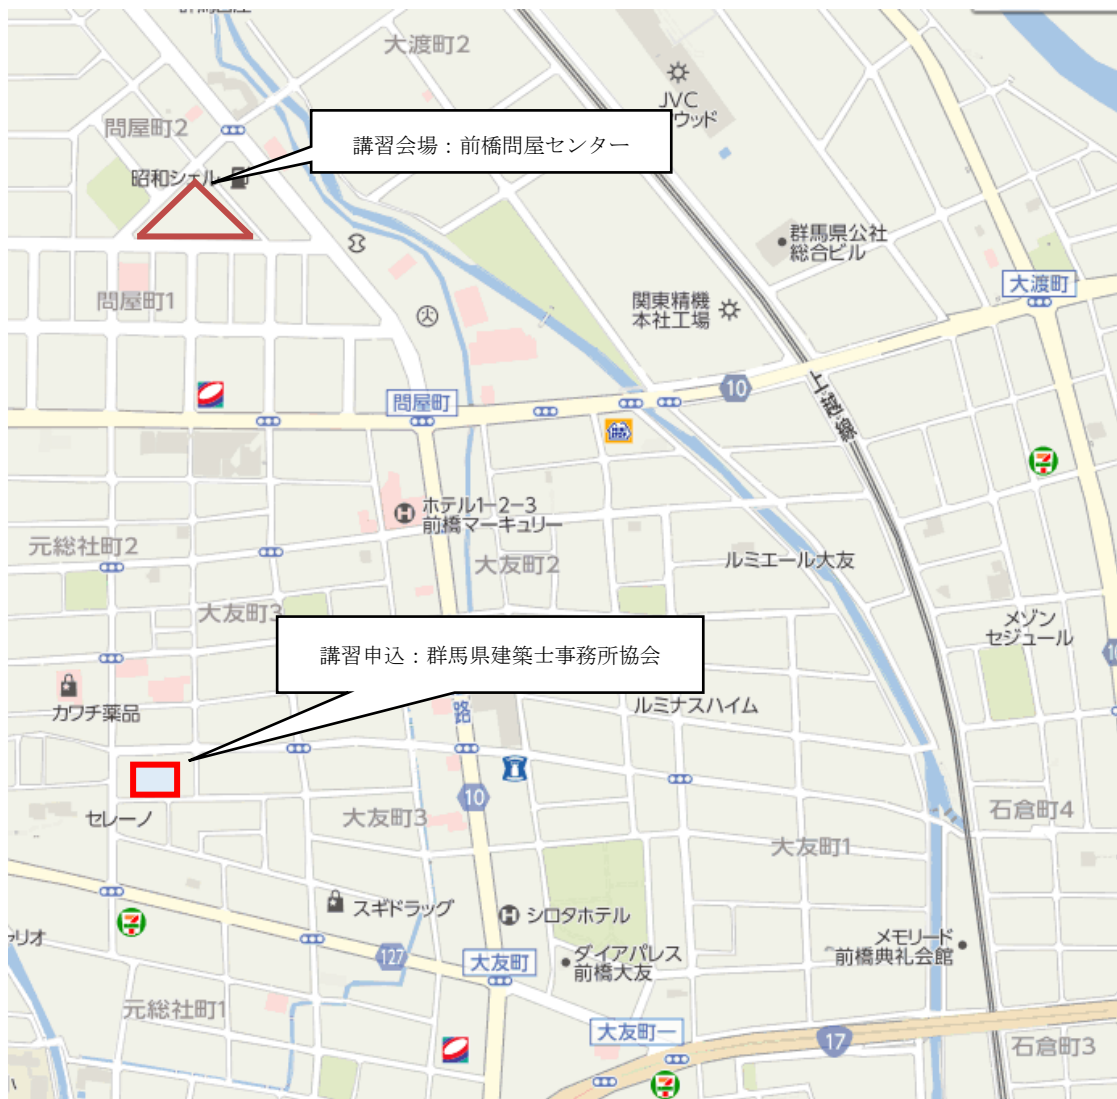 大渡町2
JVC
ウッド
問屋町2
講習会場：前橋問屋センター
昭和シェル
群馬県公社
総合ビル
大渡町
関東精機
本社工場
問屋町1
10
上越線
問屋町
ホテル1-2-3
前橋マーキュリー
元総社町2
大友町2
ルミエール大友
大友町3
メゾン
セジュール
講習申込：群馬県建築士事務所協会
10
カワチ薬品
路
ルミナスハイム
10
セレーノ
大友町3
石倉町4
大友町1
スギドラッグ
シロタホテル
メモリード
前橋典礼会館
127
大友町
ダイアパレス
前橋大友
元総社町1
大友町一
17
石倉町3